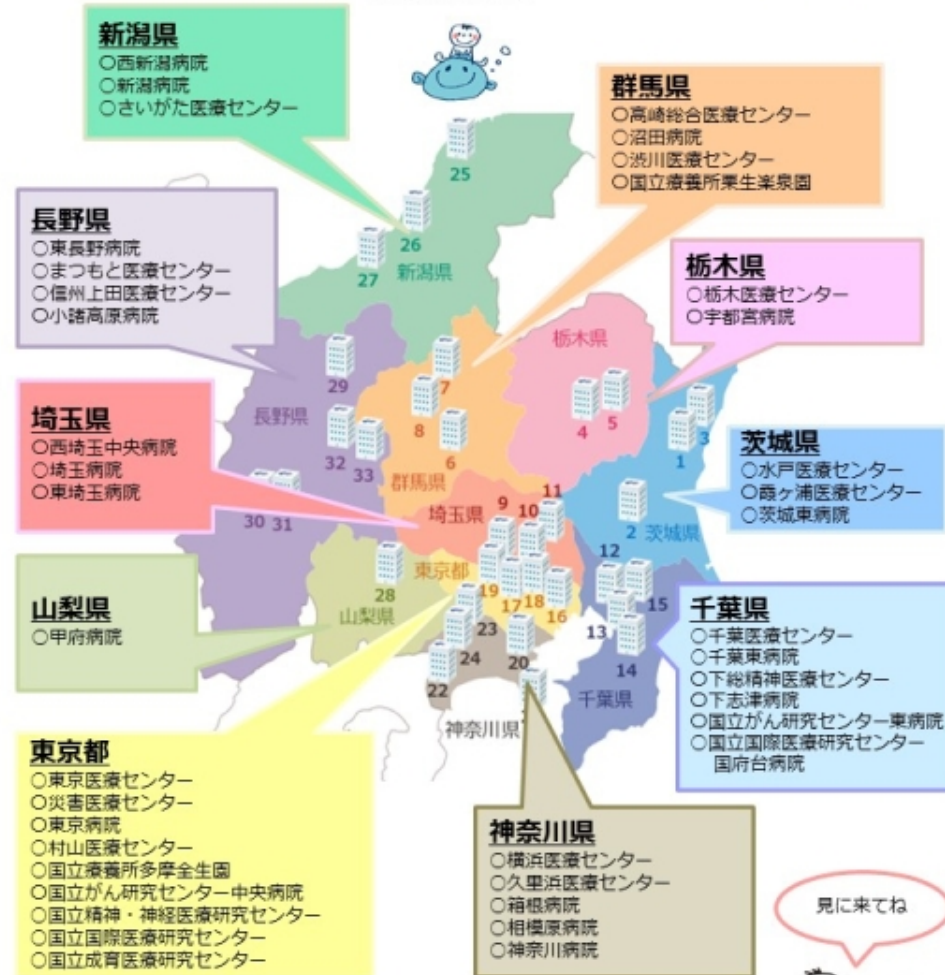 新潟県
○西新潟病院
○新潟病院
○さいがた医療センター
群馬県
○高崎総合医療センター
○沼田病院
○渋川医療センター
○国立療養所栗生楽泉園
長野県
○東長野病院
○まつもと医療センター
○信州上田医療センター
○小諸高原病院
栃木県
○栃木医療センター
○宇都宮病院
埼玉県
○西埼玉中央病院
○埼玉病院
○東埼玉病院
茨城県
○水戸医療センター
○霞ヶ浦医療センター
○茨城東病院
山梨県
○甲府病院
千葉県
○千葉医療センター
○千葉東病院
○下総精神医療センター
○下志津病院
○国立がん研究センター東病院
○国立国際医療研究センター
国府台病院
東京都
○東京医療センター
○災害医療センター
○東京病院
○村山医療センター
○国立療養所多摩全生園
○国立がん研究センター中央病院
○国立精神・神経医療研究センター
○国立国際医療研究センター
○国立成育医療研究センター
神奈川県
○横浜医療センター
○久里浜医療センター
○箱根病院
○相模原病院
○神奈川病院
見に来てね
25
26
27
新潟県
栃木県
29
7
長野県
8
4
5
3
32
33
6
1
群馬県
30
31
埼玉県
9
10
11
2
茨城県
12
28
東京都
山梨県
19
17
18
16
15
13
23
24
20
14
22
千葉県
神奈川県